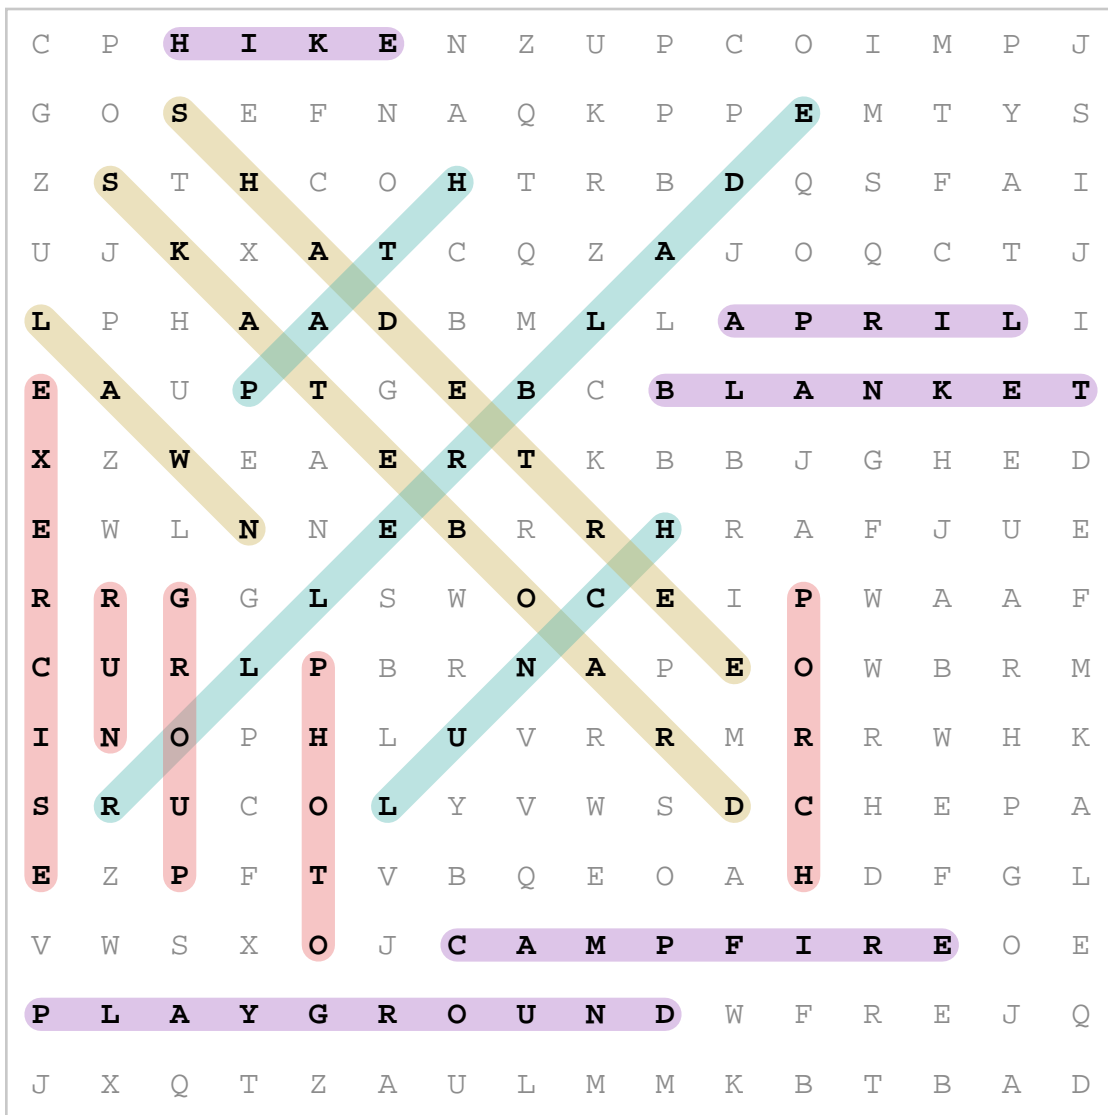 C P H I K E N Z U P C O I M P J
G O S E F N A Q K P P E M T Y S
Z S T H C O H T R B D Q S F A I
U J K X A T C Q Z A J O Q C T J
L P H A A D B M L L A P R I L I
E A U P T G E B C B L A N K E T
X Z W E A E R T K B B J G H E D
E W L N N E B R R H R A F J U E
R R G G L S W O C E I P W A A F
C U R L P B R N A P E O W B R M
I N O P H L U V R R M R R W H K
S R U C O L Y V W S D C H E P A
E Z P F T V B Q E O A H D F G L
V W S X O J C A M P F I R E O E
P L A Y G R O U N D W F R E J Q
J X Q T Z A U L M M K B T B A D